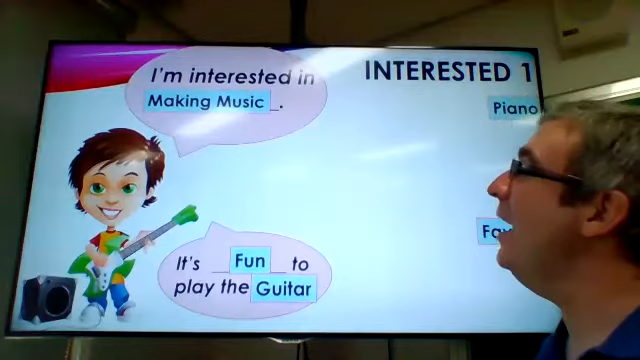 I'm interested in
Making Music _.
INTERESTED 1
Piano
It's _ Fun _ to
play the Guitar